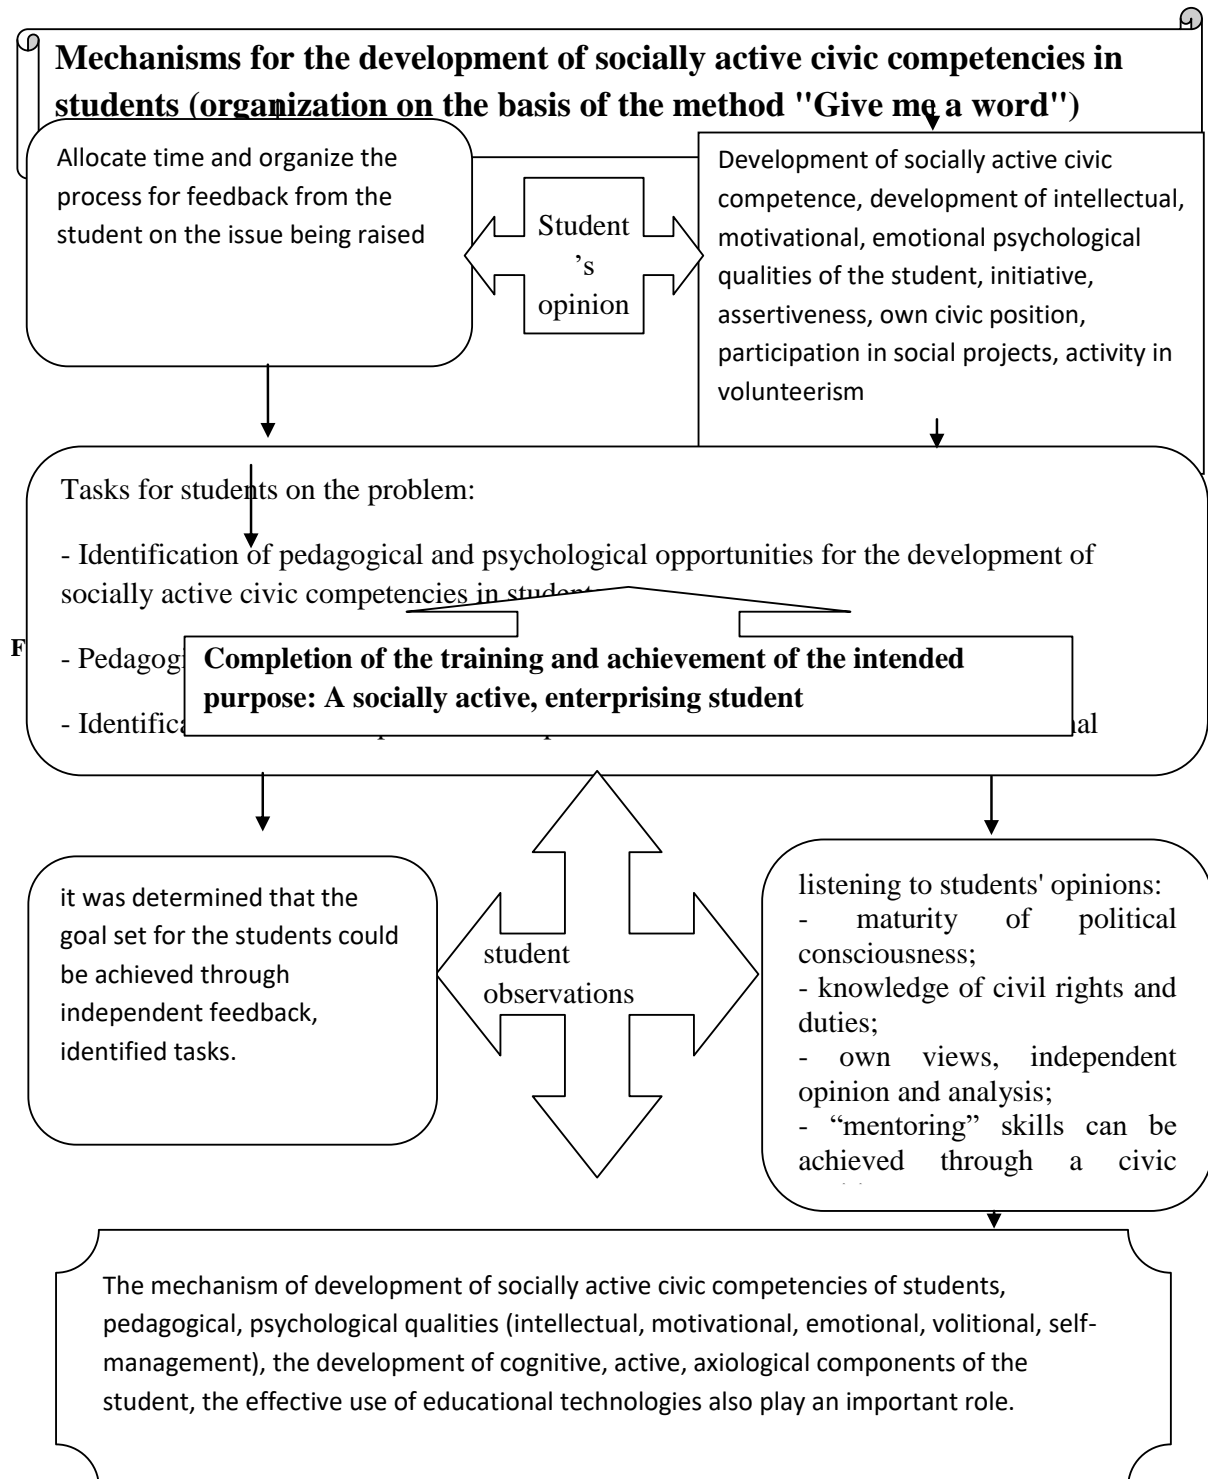 Mechanisms for the development of socially active civic competencies in
students (organization on the basis of the method "Give me a word")
Allocate time and organize the
process for feedback from the
student on the issue being raised
Student
's
opinion
Development of socially active civic
competence, development of intellectual,
motivational, emotional psychological
qualities of the student, initiative,
assertiveness, own civic position,
participation in social projects, activity in
volunteerism
Tasks for students on the problem:
- Identification of pedagogical and psychological opportunities for the development of
socially active civic competencies in
F
Completion of the training and achievement of the intended
purpose: A socially active, enterprising student
it was determined that the
goal set for the students could
be achieved through
independent feedback,
identified tasks.
student
observations
listening to students' opinions:
- maturity of political
consciousness;
- knowledge of civil rights and
duties;
- own views, independent
opinion and analysis;
- “mentoring” skills can be
achieved through a civic
The mechanism of development of socially active civic competencies of students,
pedagogical, psychological qualities (intellectual, motivational, emotional, volitional, self-
management), the development of cognitive, active, axiological components of the
student, the effective use of educational technologies also play an important role.